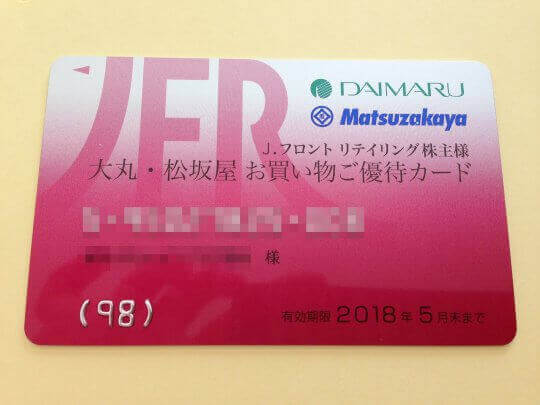 JFR
DAIMARU
Matsuzakaya
J.フロント リテイリング株主様
大丸・松坂屋 お買い物ご優待カード
様
(98)
有効期限 2018年 5月末まで